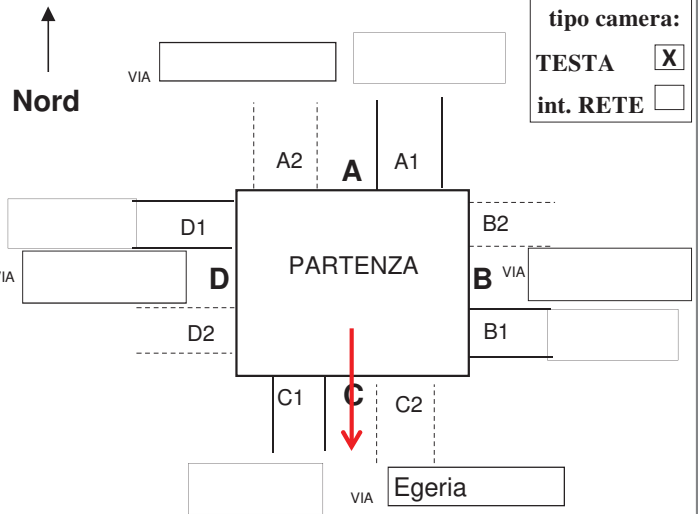 tipo camera:
TESTA X
int. RETE
Nord
VIA
A2 A A1
D1 B2
PARTENZA
VIA D B VIA
D2 B1
C1 C C2
VIA Egeria